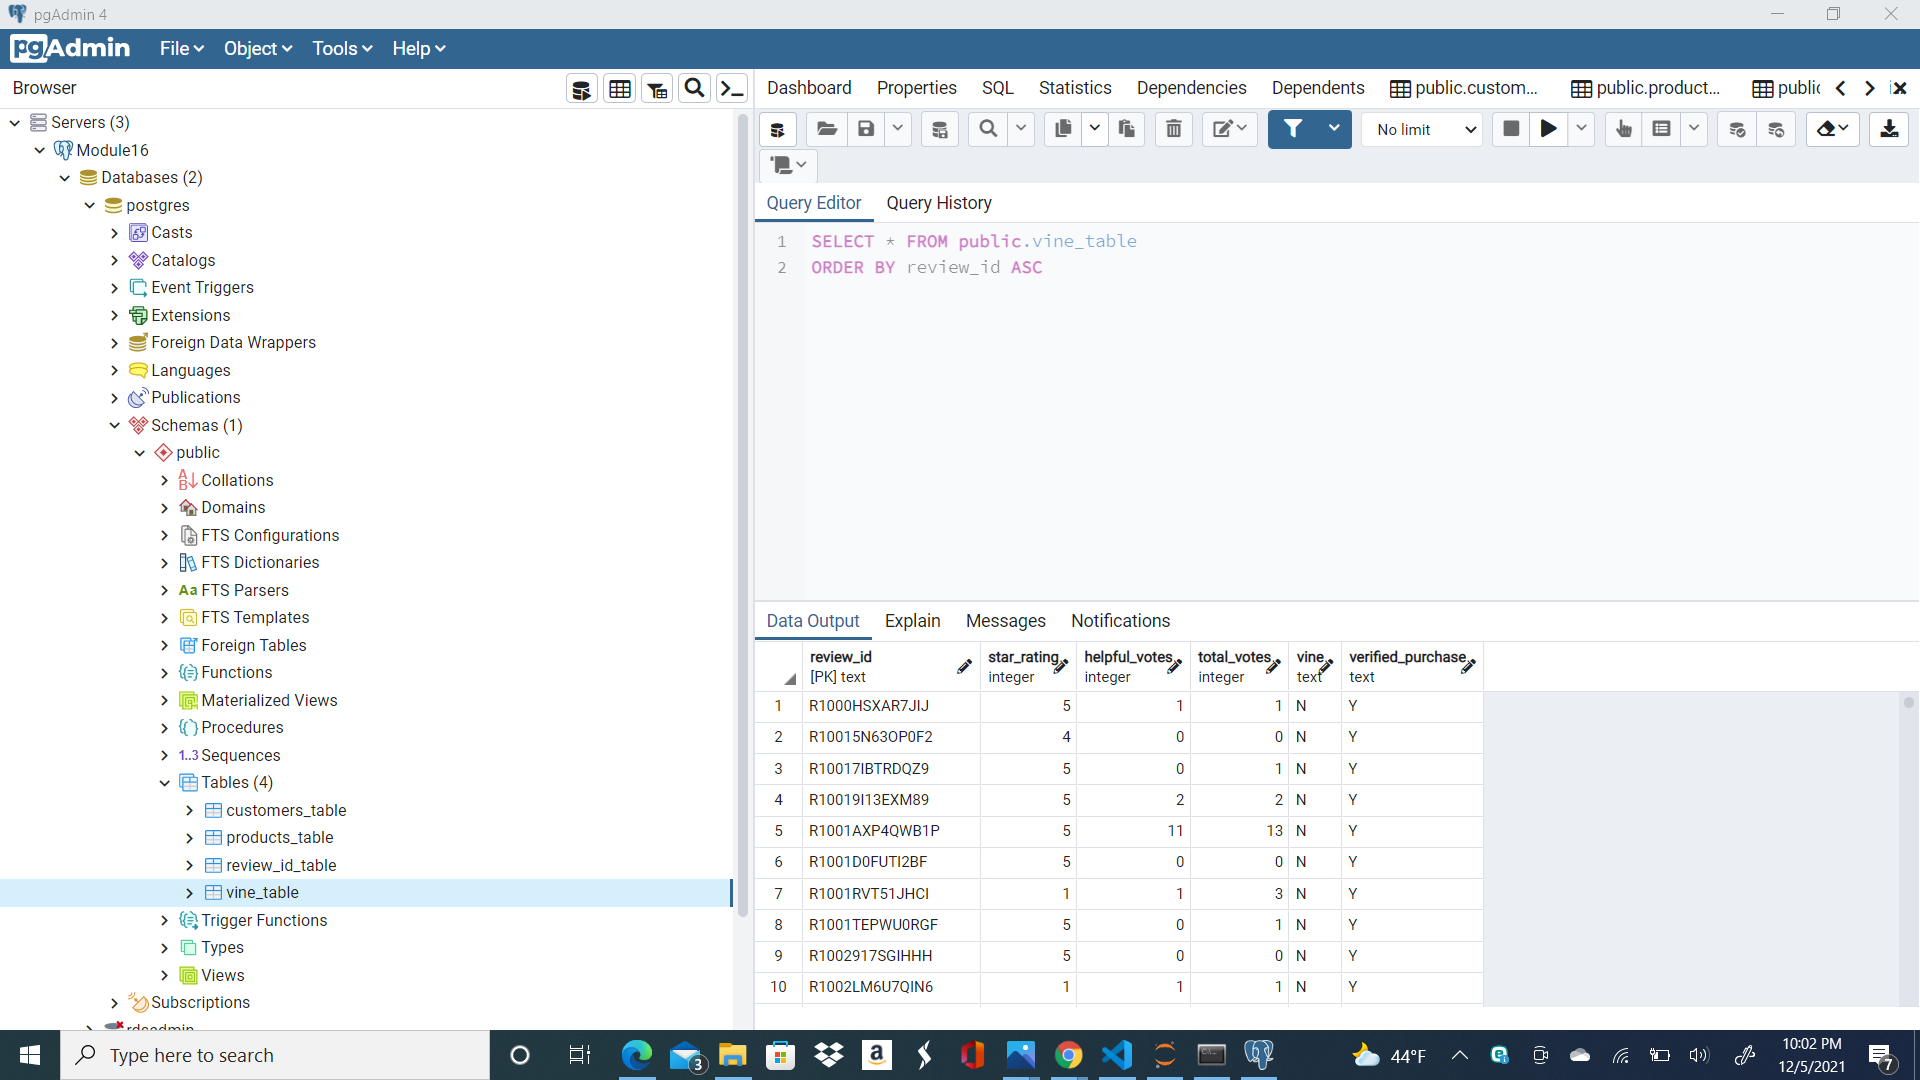 pgAdmin 4
pgAdmin File Object Tools Help
Browser
Dashboard Properties SQL Statistics Dependencies Dependents public.custom... public.product... public
No limit
Query Editor Query History
1 SELECT * FROM public.vine_table
2 ORDER BY review_id ASC
Servers (3)
Module16
Databases (2)
postgres
Casts
Catalogs
Event Triggers
Extensions
Foreign Data Wrappers
Languages
Publications
Schemas (1)
public
Collations
Domains
FTS Configurations
FTS Dictionaries
Aa FTS Parsers
FTS Templates
Foreign Tables
Functions
Materialized Views
Procedures
1..3 Sequences
Tables (4)
customers_table
products_table
review_id_table
vine_table
Trigger Functions
Types
Views
Subscriptions
rdsadmin
Data Output Explain Messages Notifications
review_id star_rating helpful_votes total_votes vine verified_purchase
[PK] text integer integer integer text text
1 R1000HSXAR7JIJ 5 1 1 N Y
2 R10015N63OP0F2 4 0 0 N Y
3 R10017IBTRDQZ9 5 0 1 N Y
4 R10019I13EXM89 5 2 2 N Y
5 R1001AXP4QWB1P 5 11 13 N Y
6 R1001D0FUTI2BF 5 0 0 N Y
7 R1001RVT51JHCI 1 1 3 N Y
8 R1001TEPWU0RGF 5 0 1 N Y
9 R1002917SGIHHH 5 0 0 N Y
10 R1002LM6U7QIN6 1 1 1 N Y
Type here to search
3
44°F
10:02 PM
12/5/2021
7